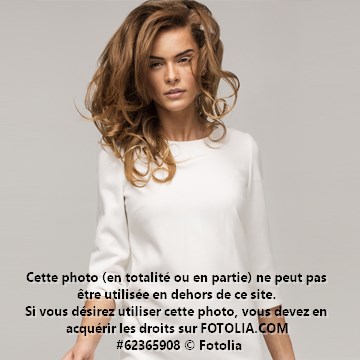 Cette photo (en totalité ou en partie) ne peut pas
être utilisée en dehors de ce site.
Si vous désirez utiliser cette photo, vous devez en
acquérir les droits sur FOTOLIA.COM
#62365908 © Fotolia